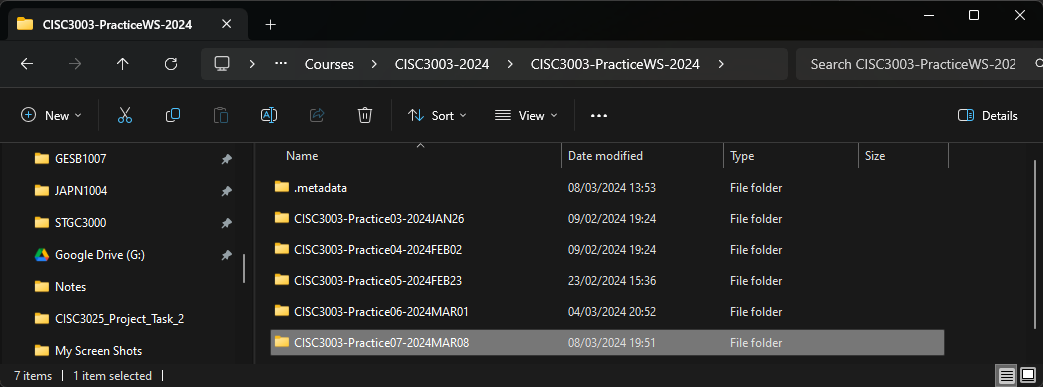 CISC3003-PracticeWS-2024
Courses CISC3003-2024 CISC3003-PracticeWS-2024 Search CISC3003-PracticeWS-202
New Sort View Details
GESB1007
JAPN1004
STGC3000
Google Drive (G:)
Notes
CISC3025_Project_Task_2
My Screen Shots
Name Date modified Type Size
.metadata 08/03/2024 13:53 File folder
CISC3003-Practice03-2024JAN26 09/02/2024 19:24 File folder
CISC3003-Practice04-2024FEB02 09/02/2024 19:24 File folder
CISC3003-Practice05-2024FEB23 23/02/2024 15:36 File folder
CISC3003-Practice06-2024MAR01 04/03/2024 20:52 File folder
CISC3003-Practice07-2024MAR08 08/03/2024 19:51 File folder
7 items 1 item selected